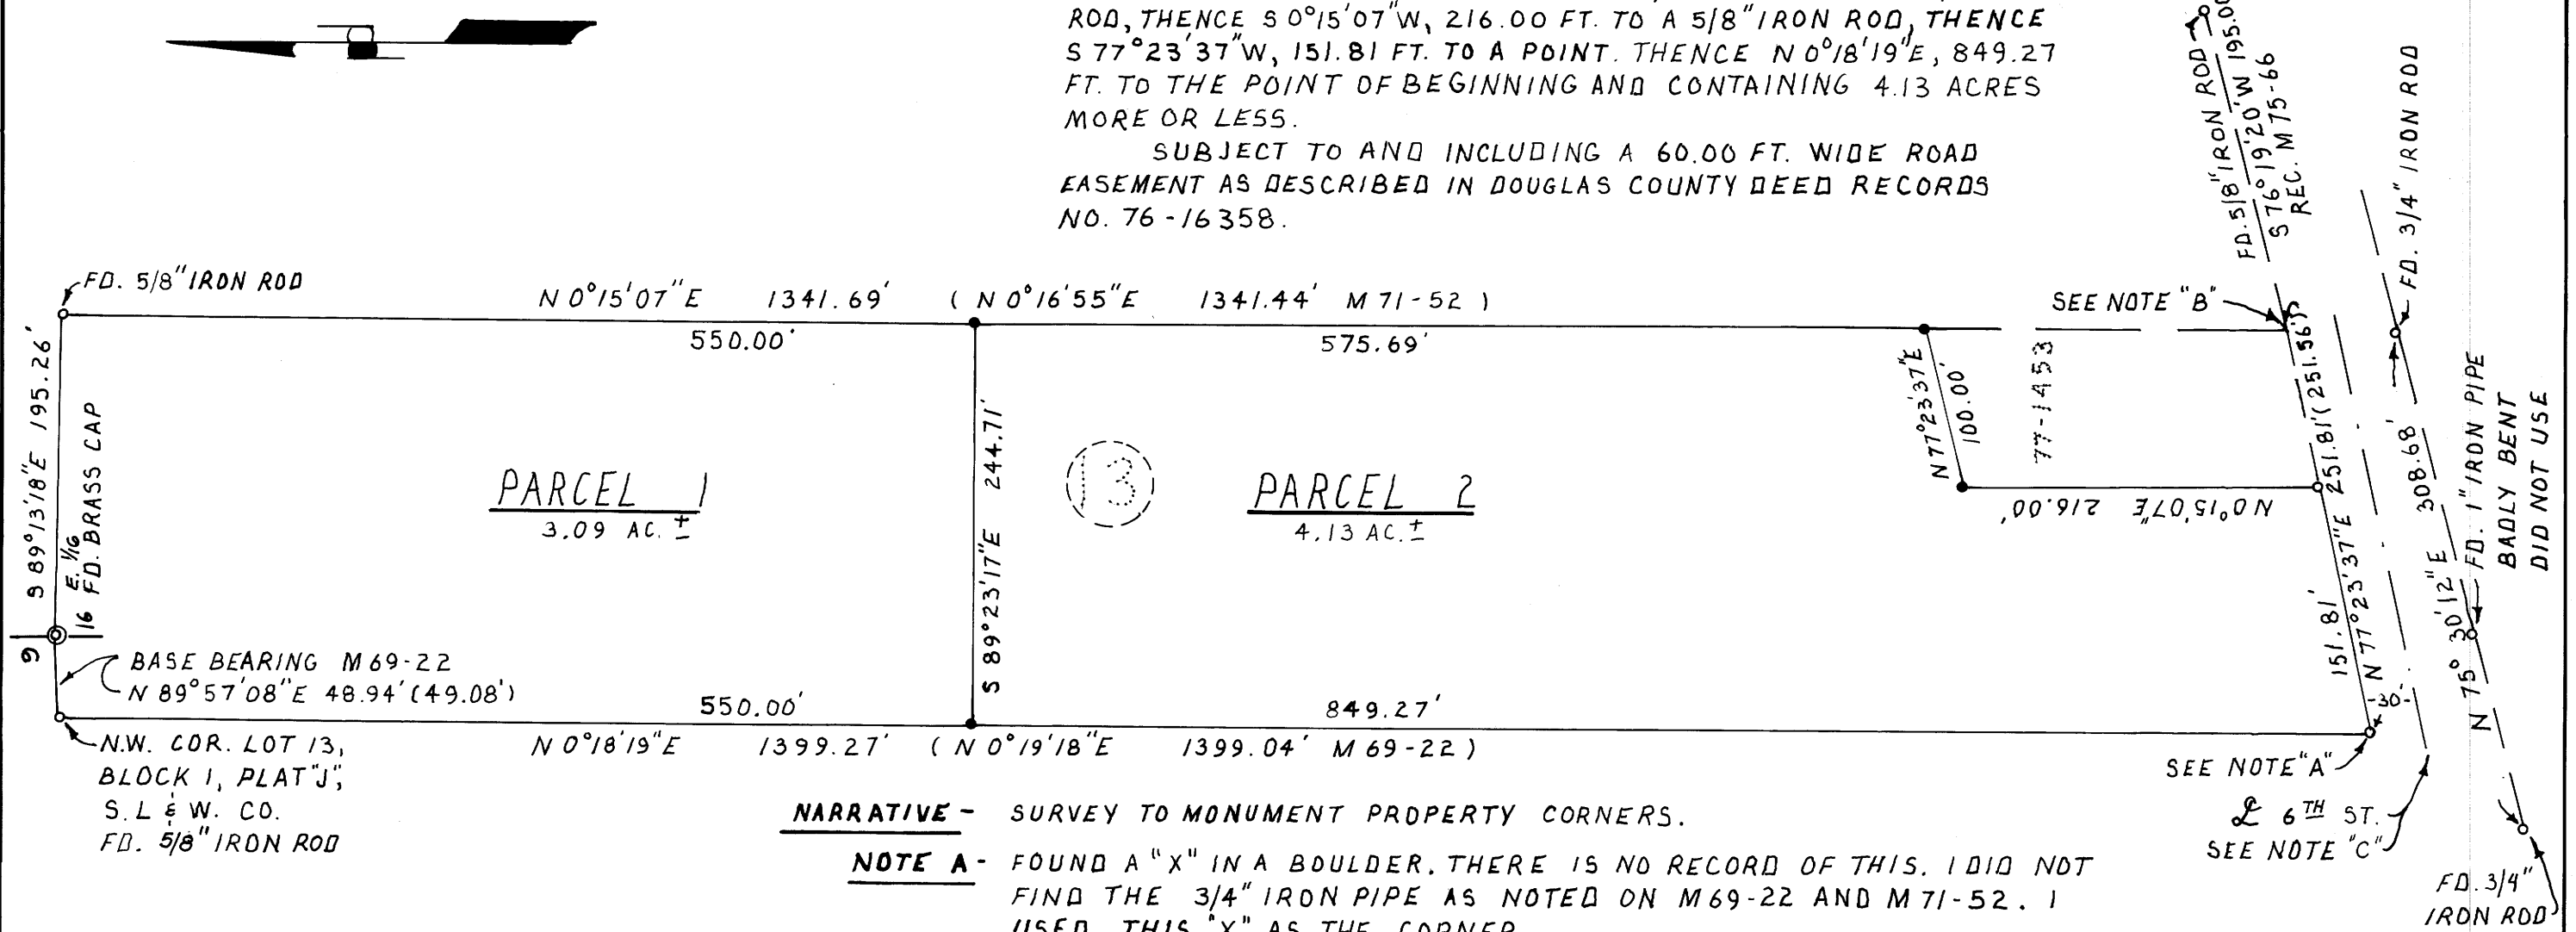 ROD, THENCE S 0°15'07"W, 216.00 FT. TO A 5/8" IRON ROD, THENCE
S 77°23'37"W, 151.81 FT. TO A POINT. THENCE N 0°18'19"E, 849.27
FT. TO THE POINT OF BEGINNING AND CONTAINING 4.13 ACRES
MORE OR LESS.
SUBJECT TO AND INCLUDING A 60.00 FT. WIDE ROAD
EASEMENT AS DESCRIBED IN DOUGLAS COUNTY DEED RECORDS
NO. 76-16358.
FD. 5/8" IRON ROD
S 76°19'20"W 195.0
REC. M 75-66
FD. 3/4" IRON ROD
FD. 5/8" IRON ROD
N 0°15'07"E 1341.69' ( N 0°16'55"E 1341.44' M 71-52 )
SEE NOTE "B"
550.00'
575.69'
S 89°13'18"E 195.26'
E. 1/16
FD. BRASS CAP
9
16
PARCEL 1
3.09 AC. ±
S 89°23'17"E 244.71'
13
PARCEL 2
4.13 AC. ±
N 77°23'37"E
100.00'
77-1453
N 0°15'07"E 216.00'
251.81' (251.56')
151.81'
N 77°23'37"E
-30'-
N 75°30'12"E 308.68'
FD. 1" IRON PIPE
BADLY BENT
DID NOT USE
BASE BEARING M 69-22
N 89°57'08"E 48.94' (49.08')
550.00'
849.27'
N.W. COR. LOT 13,
BLOCK 1, PLAT "J",
S. L & W. CO.
FD. 5/8" IRON ROD
N 0°18'19"E 1399.27' ( N 0°19'18"E 1399.04' M 69-22 )
SEE NOTE "A"
℄ 6TH ST.
SEE NOTE "C"
FD. 3/4"
IRON ROD
NARRATIVE - SURVEY TO MONUMENT PROPERTY CORNERS.
NOTE A - FOUND A "X" IN A BOULDER. THERE IS NO RECORD OF THIS. I DID NOT
FIND THE 3/4" IRON PIPE AS NOTED ON M 69-22 AND M 71-52. I
USED THIS "X" AS THE CORNER